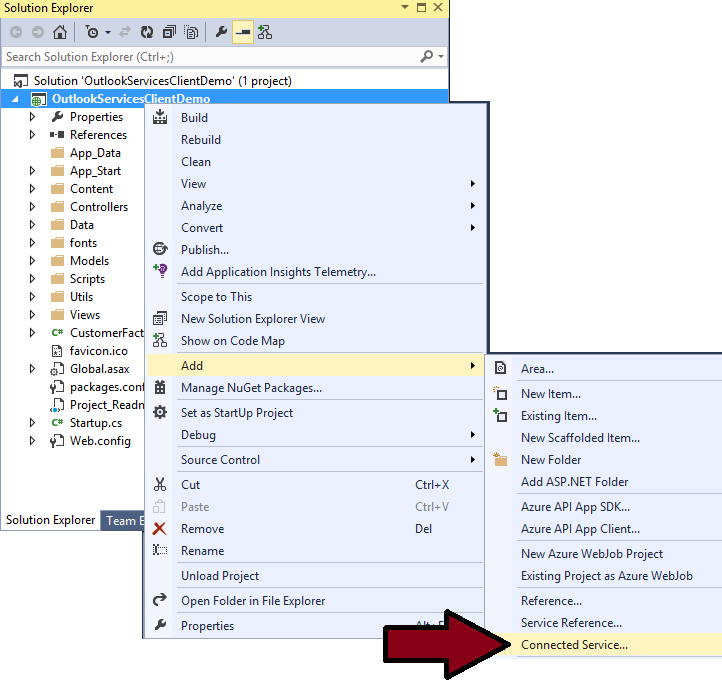 Solution Explorer
Search Solution Explorer (Ctrl+;)
Solution 'OutlookServicesClientDemo' (1 project)
OutlookServicesClientDemo
Properties
References
App_Data
App_Start
Content
Controllers
Data
fonts
Models
Scripts
Utils
Views
CustomerFact
favicon.ico
Global.asax
packages.conf
Project_Readn
Startup.cs
Web.config
Solution Explorer
Team E
Build
Rebuild
Clean
View
Analyze
Convert
Publish...
Add Application Insights Telemetry...
Scope to This
New Solution Explorer View
Show on Code Map
Add
Manage NuGet Packages...
Set as StartUp Project
Debug
Source Control
Cut Ctrl+X
Paste Ctrl+V
Remove Del
Rename
Unload Project
Open Folder in File Explorer
Properties
Area...
New Item...
Existing Item...
New Scaffolded Item...
New Folder
Add ASP.NET Folder
Azure API App SDK...
Azure API App Client...
New Azure WebJob Project
Existing Project as Azure WebJob
Reference...
Service Reference...
Connected Service...